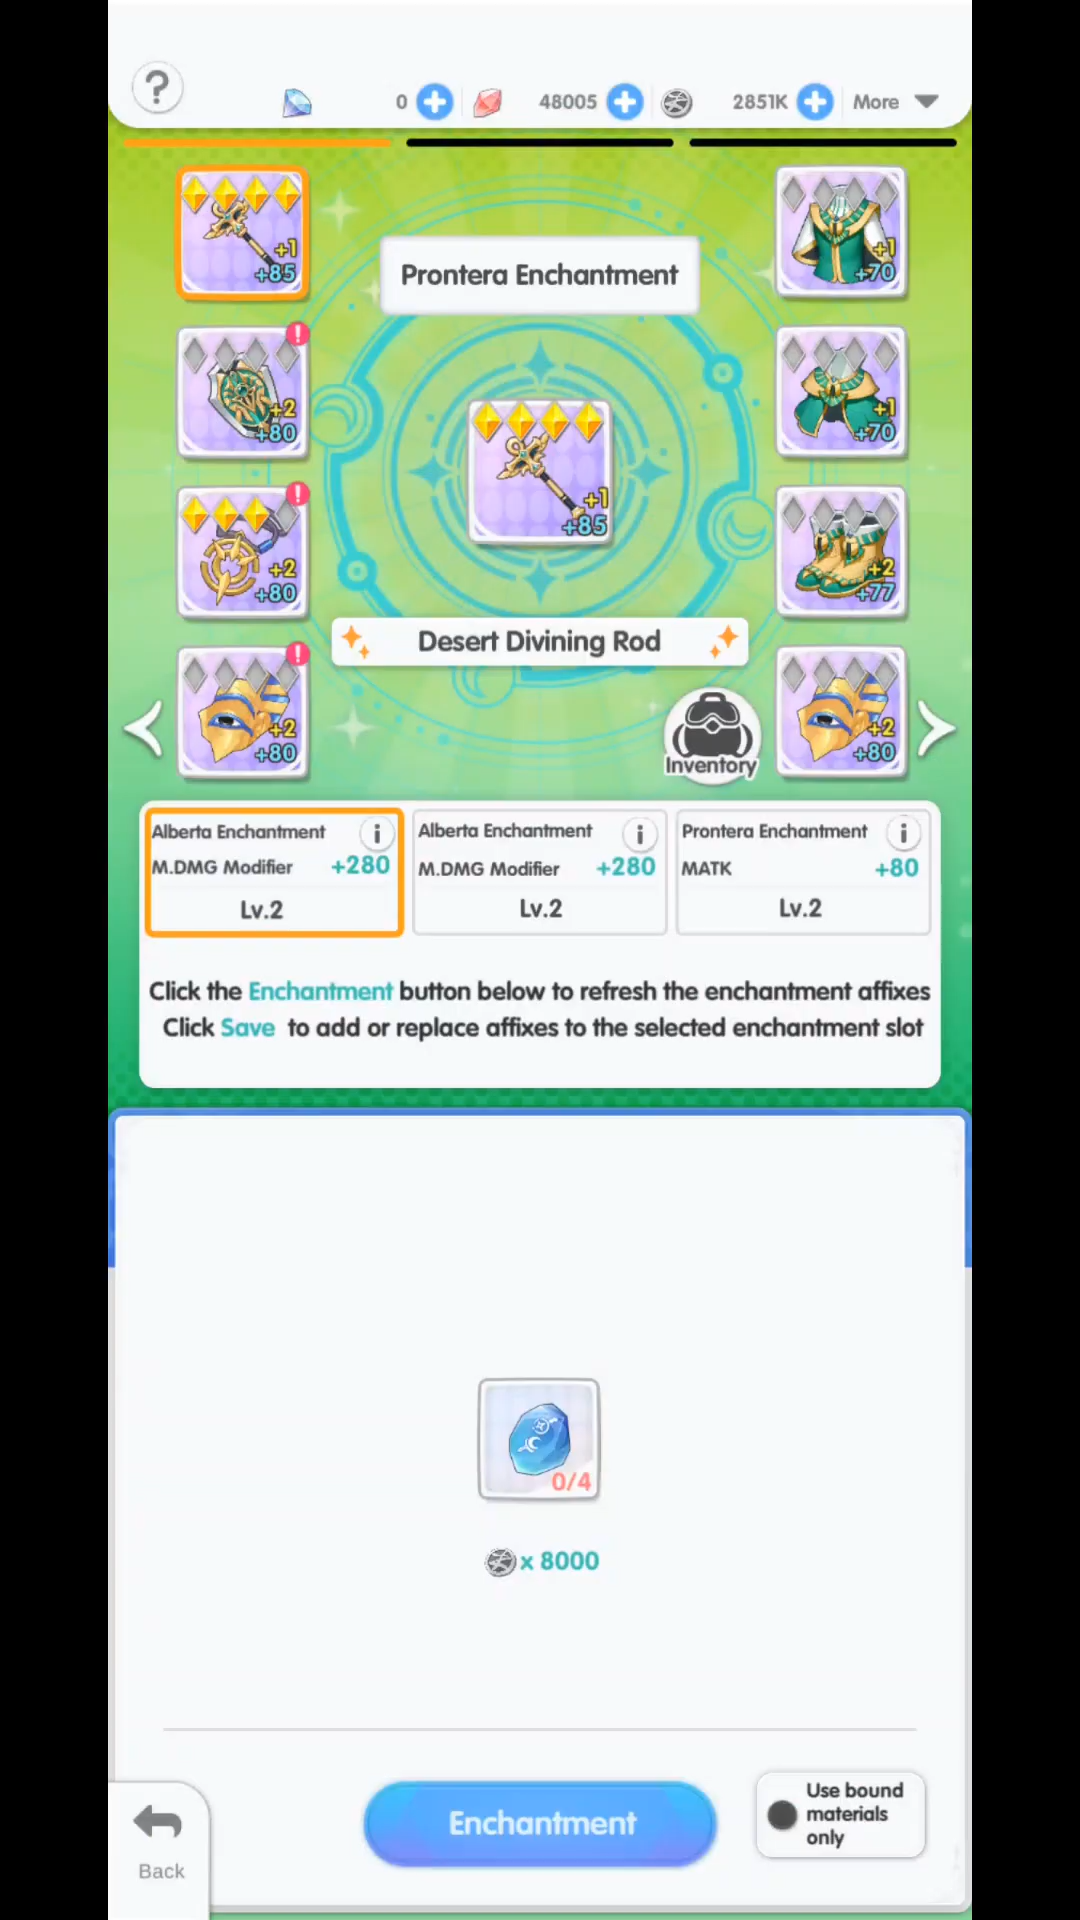 ?
0
48005
2851K
More
+1
+85
+1
+70
Prontera Enchantment
!
+2
+80
+1
+70
+1
+85
!
+2
+80
+2
+77
Desert Divining Rod
!
+2
+80
+2
+80
Inventory
Alberta Enchantment i
M.DMG Modifier +280
Lv.2
Alberta Enchantment i
M.DMG Modifier +280
Lv.2
Prontera Enchantment i
MATK +80
Lv.2
Click the Enchantment button below to refresh the enchantment affixes
Click Save to add or replace affixes to the selected enchantment slot
0/4
x 8000
Enchantment
Use bound
materials
only
Back